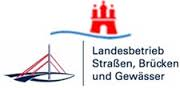 Landesbetrieb
Straßen, Brücken
und Gewässer